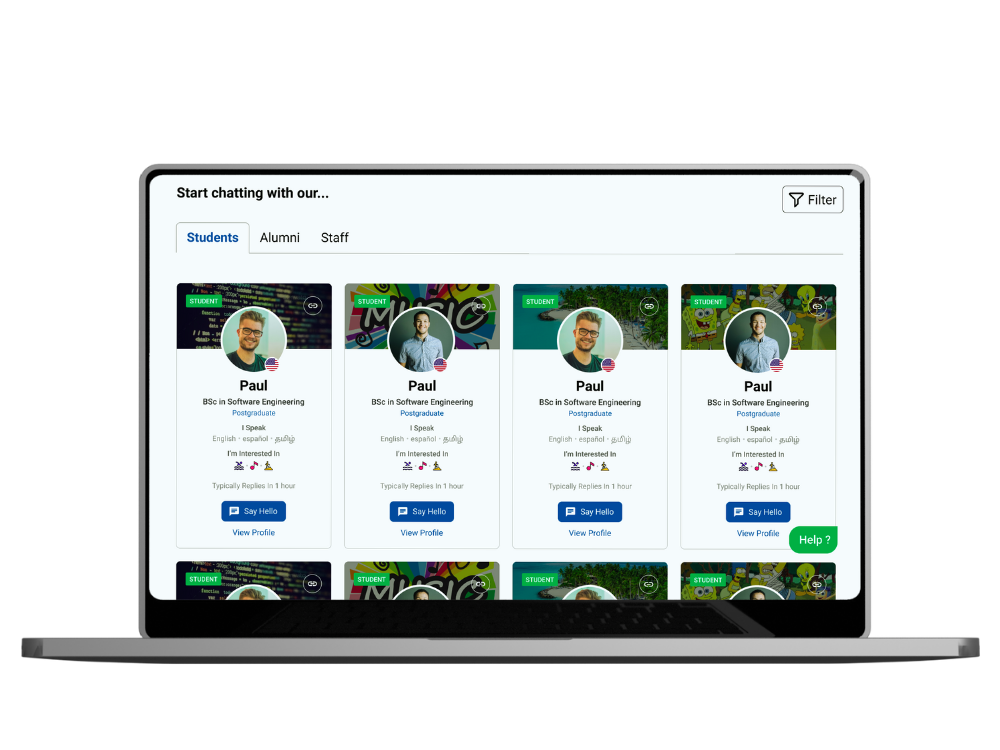 Start chatting with our...
Filter
Students Alumni Staff
STUDENT
Paul
BSc in Software Engineering
Postgraduate
I Speak
English · español · தமிழ்
I'm Interested In
Typically Replies In 1 hour
Say Hello
View Profile
STUDENT
MUSIC
Paul
BSc in Software Engineering
Postgraduate
I Speak
English · español · தமிழ்
I'm Interested In
Typically Replies In 1 hour
Say Hello
View Profile
STUDENT
Paul
BSc in Software Engineering
Postgraduate
I Speak
English · español · தமிழ்
I'm Interested In
Typically Replies In 1 hour
Say Hello
View Profile
STUDENT
Paul
BSc in Software Engineering
Postgraduate
I Speak
English · español · தமிழ்
I'm Interested In
Typically Replies In 1 hour
Say Hello
View Profile
Help ?
STUDENT
STUDENT
MUSIC
STUDENT
STUDENT